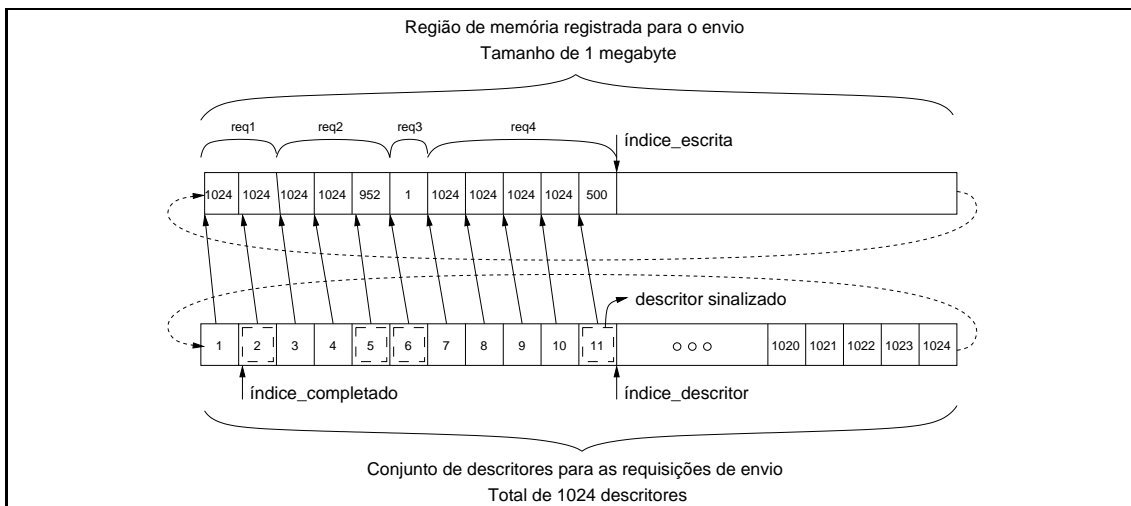 Região de memória registrada para o envio
Tamanho de 1 megabyte
req1 req2 req3 req4
índice_escrita
1024 1024 1024 1024 952 1 1024 1024 1024 1024 500
descritor sinalizado
1 2 3 4 5 6 7 8 9 10 11 1020 1021 1022 1023 1024
índice_completado índice_descritor
Conjunto de descritores para as requisições de envio
Total de 1024 descritores